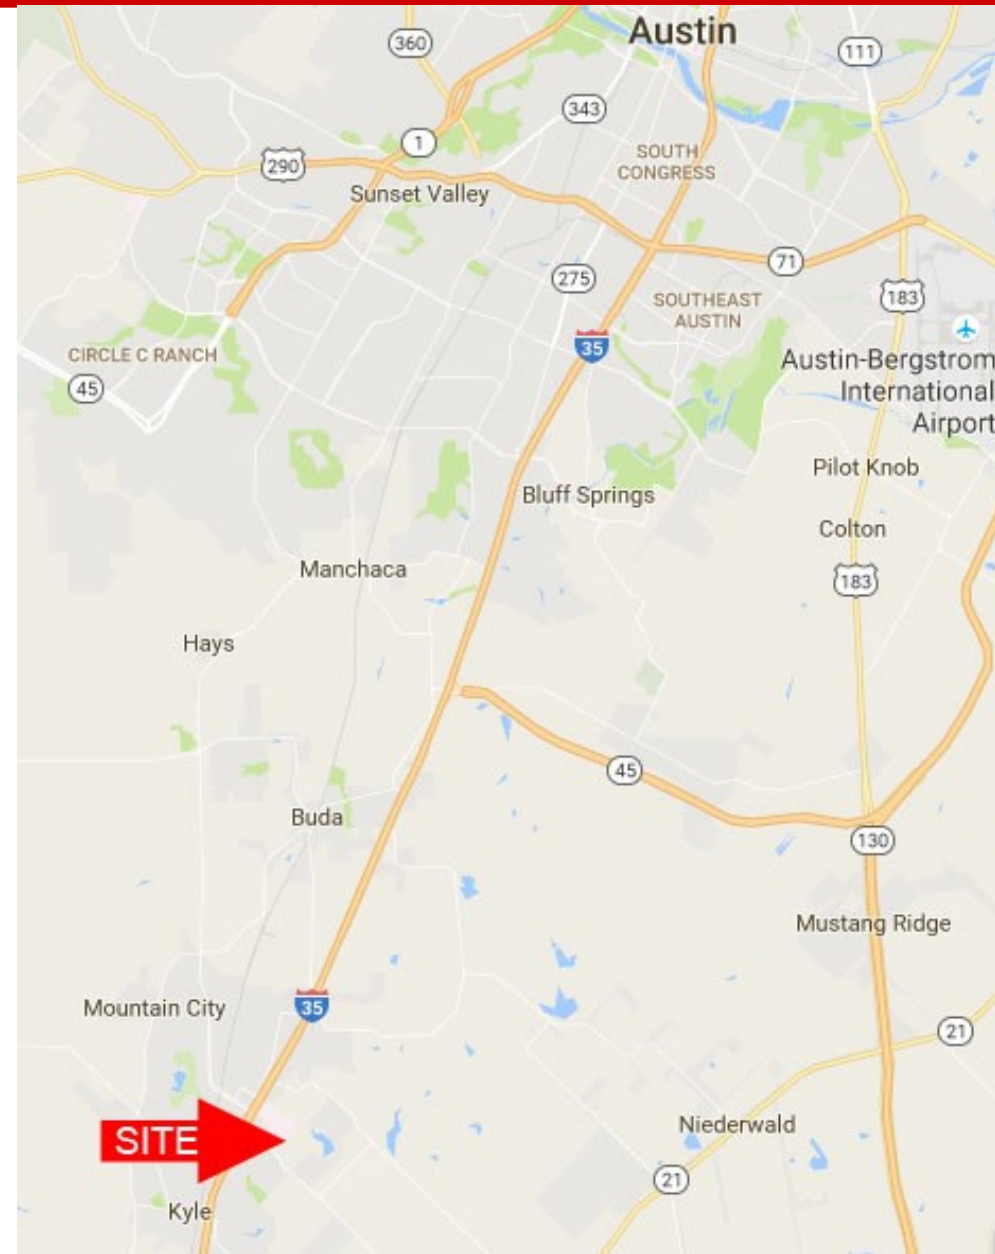 Austin
360
111
343
1
SOUTH
CONGRESS
290
Sunset Valley
71
275
183
SOUTHEAST
AUSTIN
35
CIRCLE C RANCH
Austin-Bergstrom
International
Airport
45
Pilot Knob
Bluff Springs
Colton
Manchaca
183
Hays
45
Buda
130
Mustang Ridge
Mountain City
35
21
Niederwald
SITE
21
Kyle